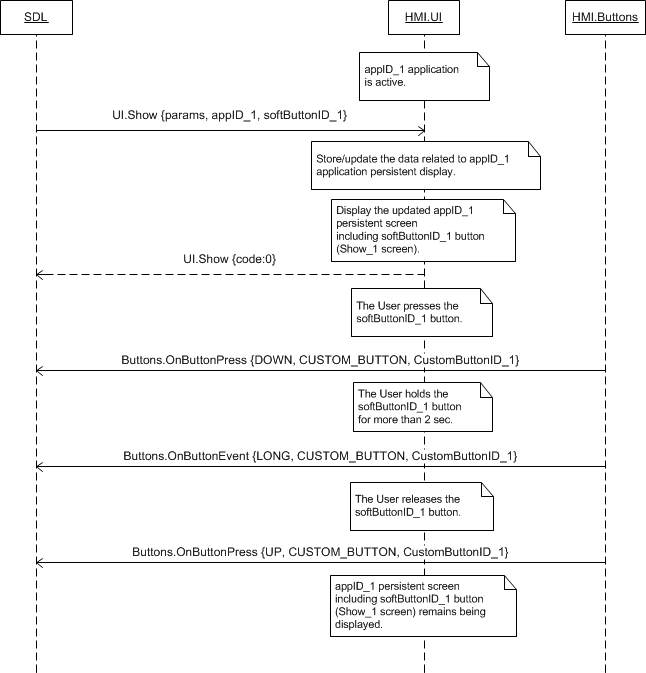 SDL
HMI.UI
HMI.Buttons
appID_1 application
is active.
UI.Show {params, appID_1, softButtonID_1}
Store/update the data related to appID_1
application persistent display.
Display the updated appID_1
persistent screen
including softButtonID_1 button
(Show_1 screen).
UI.Show {code:0}
The User presses the
softButtonID_1 button.
Buttons.OnButtonPress {DOWN, CUSTOM_BUTTON, CustomButtonID_1}
The User holds the
softButtonID_1 button
for more than 2 sec.
Buttons.OnButtonEvent {LONG, CUSTOM_BUTTON, CustomButtonID_1}
The User releases the
softButtonID_1 button.
Buttons.OnButtonPress {UP, CUSTOM_BUTTON, CustomButtonID_1}
appID_1 persistent screen
including softButtonID_1 button
(Show_1 screen) remains being
displayed.